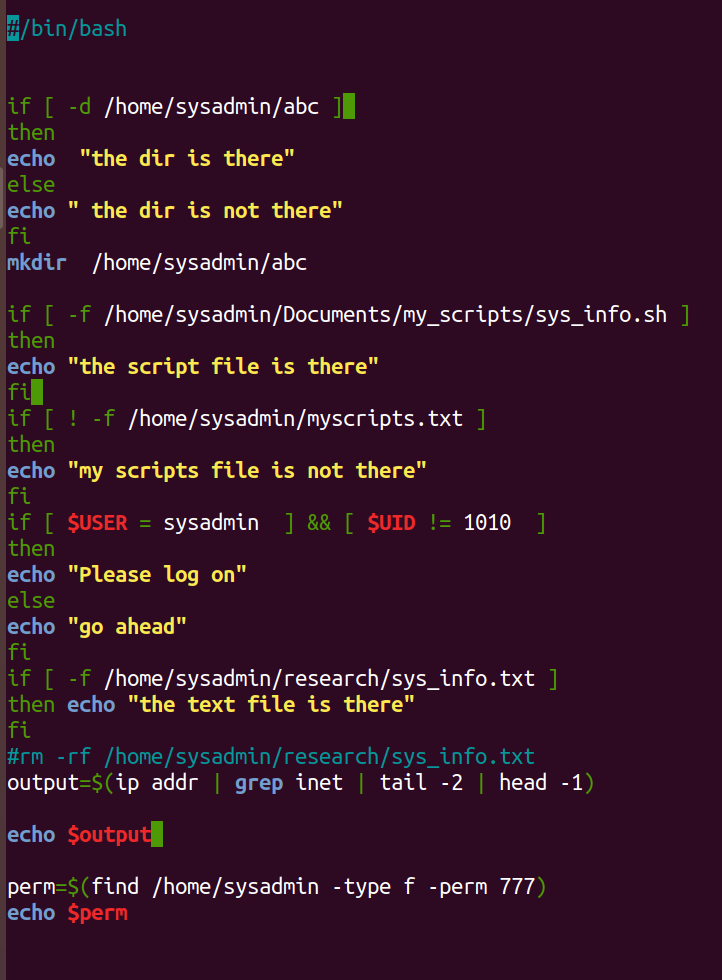 #/bin/bash
if [ -d /home/sysadmin/abc ]
then
echo  "the dir is there"
else
echo " the dir is not there"
fi
mkdir  /home/sysadmin/abc
if [ -f /home/sysadmin/Documents/my_scripts/sys_info.sh ]
then
echo "the script file is there"
fi
if [ ! -f /home/sysadmin/myscripts.txt ]
then
echo "my scripts file is not there"
fi
if [ $USER = sysadmin  ] && [ $UID != 1010  ]
then
echo "Please log on"
else
echo "go ahead"
fi
if [ -f /home/sysadmin/research/sys_info.txt ]
then echo "the text file is there"
fi
#rm -rf /home/sysadmin/research/sys_info.txt
output=$(ip addr | grep inet | tail -2 | head -1)
echo $output
perm=$(find /home/sysadmin -type f -perm 777)
echo $perm